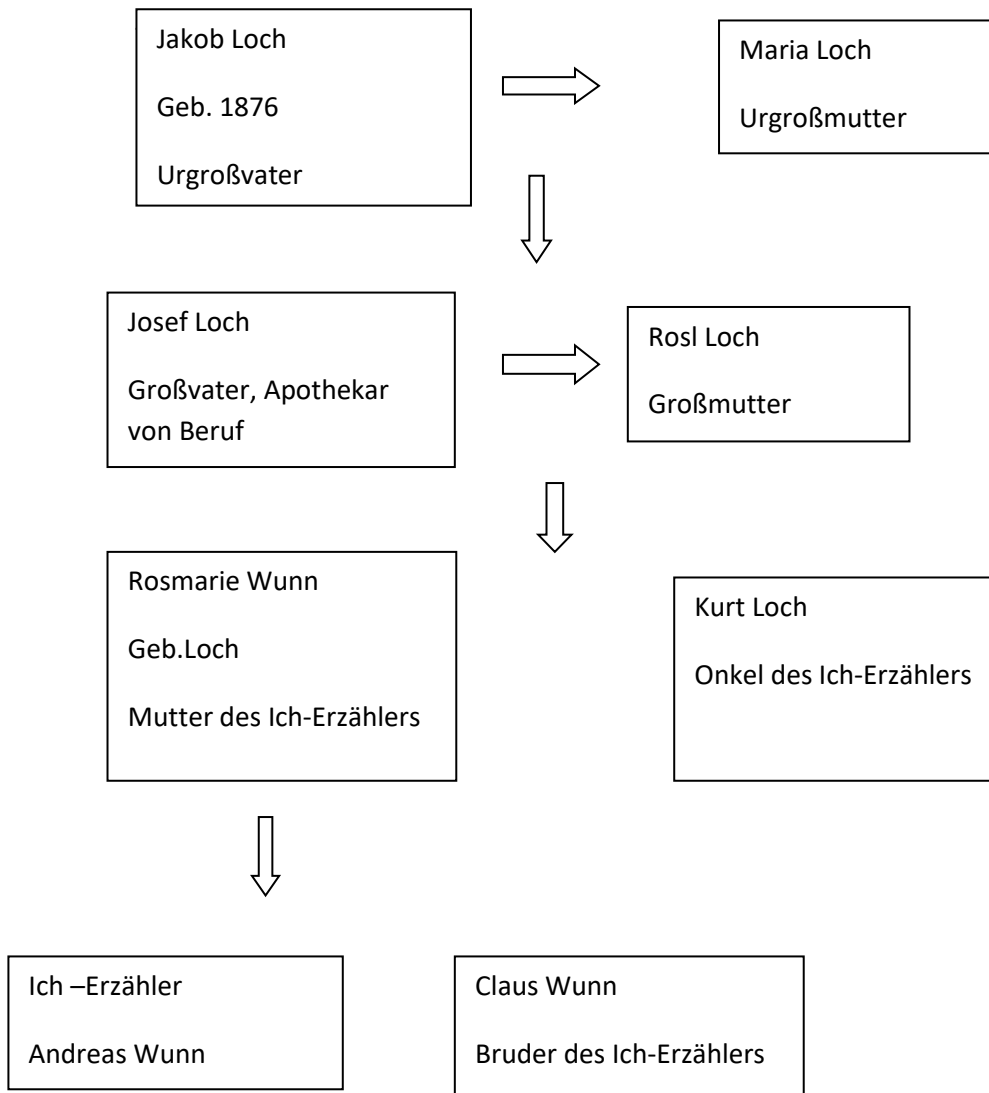 Jakob Loch
Geb. 1876
Urgroßvater
Maria Loch
Urgroßmutter
Josef Loch
Großvater, Apothekar
von Beruf
Rosl Loch
Großmutter
Rosmarie Wunn
Geb.Loch
Mutter des Ich-Erzählers
Kurt Loch
Onkel des Ich-Erzählers
Ich –Erzähler
Andreas Wunn
Claus Wunn
Bruder des Ich-Erzählers